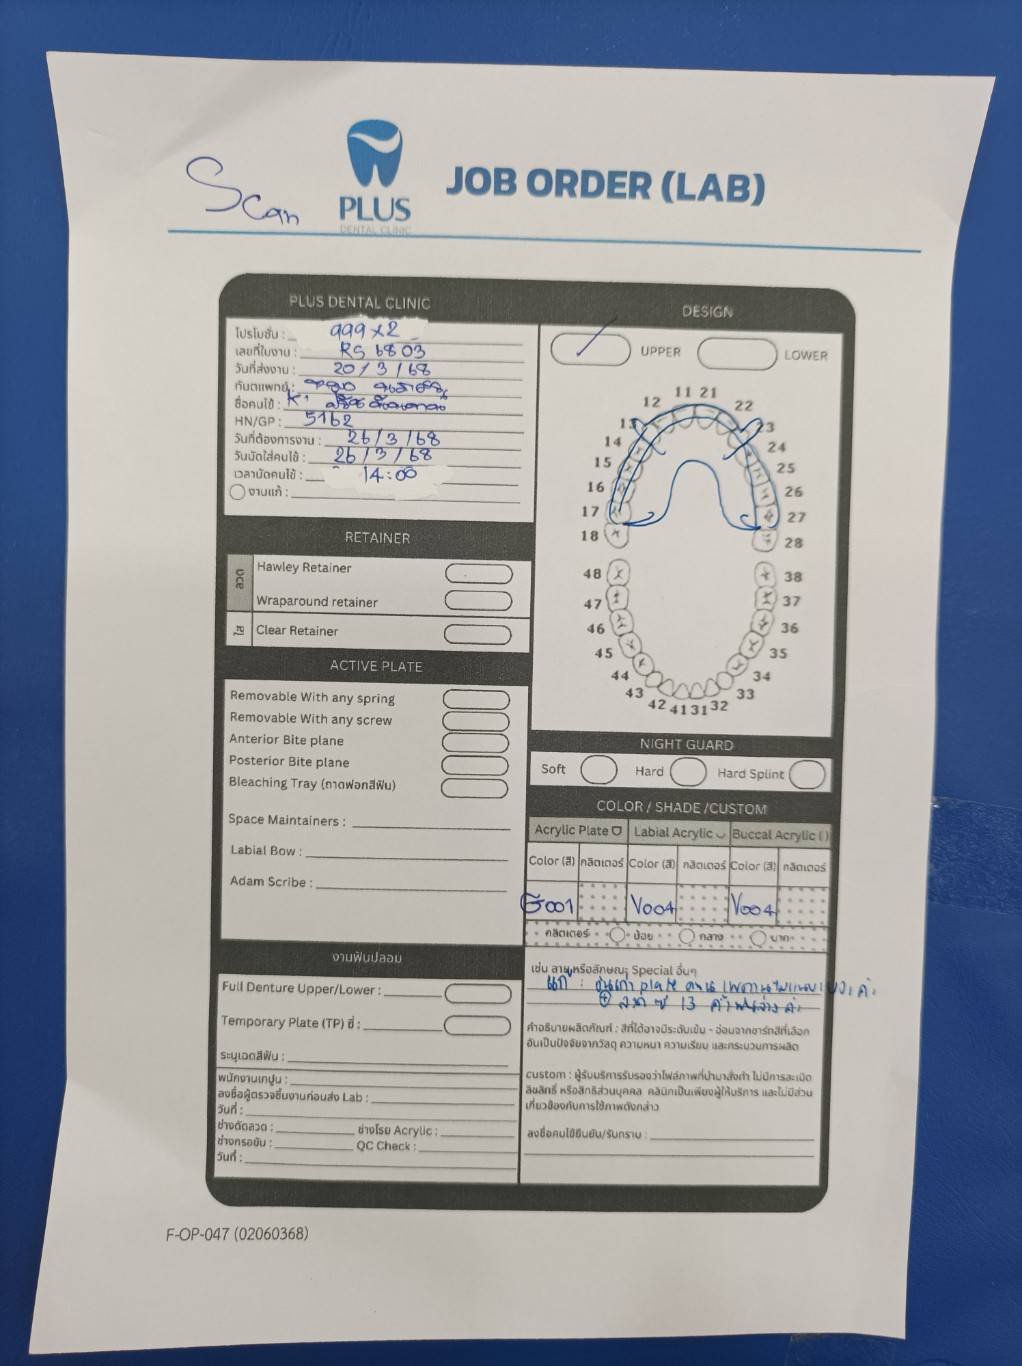 Scan
PLUS
DENTAL CLINIC
JOB ORDER (LAB)
PLUS DENTAL CLINIC
โปรโมชั่น : 999x2
เลขที่ใบงาน : RS 6803
วันที่ส่งงาน : 20/3/68
ทันตแพทย์ :
ชื่อคนไข้ : K.
HN/GP : 5162
วันที่ต้องการงาน : 26/3/68
วันนัดใส่คนไข้ : 26/3/68
เวลานัดคนไข้ : 14:00
งานแก้ :
DESIGN
UPPER LOWER
11 21
12 22
13 23
14 24
15 25
16 26
17 27
18 28
48 38
47 37
46 36
45 35
44 34
43 33
42 41 31 32
RETAINER
ลวด
Hawley Retainer
Wraparound retainer
ใส
Clear Retainer
ACTIVE PLATE
Removable With any spring
Removable With any screw
Anterior Bite plane
Posterior Bite plane
Bleaching Tray (ถาดฟอกสีฟัน)
Space Maintainers :
Labial Bow :
Adam Scribe :
NIGHT GUARD
Soft Hard Hard Splint
COLOR / SHADE /CUSTOM
Acrylic Plate Labial Acrylic Buccal Acrylic ( )
Color (สี) กลิตเตอร์ Color (สี) กลิตเตอร์ Color (สี) กลิตเตอร์
G001 V004 V004
กลิตเตอร์ น้อย กลาง มาก
งานฟันปลอม
Full Denture Upper/Lower :
Temporary Plate (TP) ซี่ :
ระบุเฉดสีฟัน :
พนักงานเทปูน :
ลงชื่อผู้ตรวจชิ้นงานก่อนส่ง Lab :
วันที่ :
ช่างดัดลวด : ช่างโรย Acrylic :
ช่างกรอขัด : QC Check :
วันที่ :
เช่น ลาย หรือลักษณะ Special อื่นๆ
แก้ : plate
13
คำอธิบายผลิตภัณฑ์ : สีที่ได้อาจมีระดับเข้ม - อ่อนจากชาร์ทสีที่เลือก
อันเป็นปัจจัยจากวัสดุ ความหนา ความเรียบ และกระบวนการผลิต
custom : ผู้รับบริการรับรองว่าไฟล์ภาพที่นำมาสั่งทำ ไม่มีการละเมิด
ลิขสิทธิ์ หรือสิทธิส่วนบุคคล คลินิกเป็นเพียงผู้ให้บริการ และไม่มีส่วน
เกี่ยวข้องกับการใช้ภาพดังกล่าว
ลงชื่อคนไข้ยืนยัน/รับทราบ :
F-OP-047 (02060368)